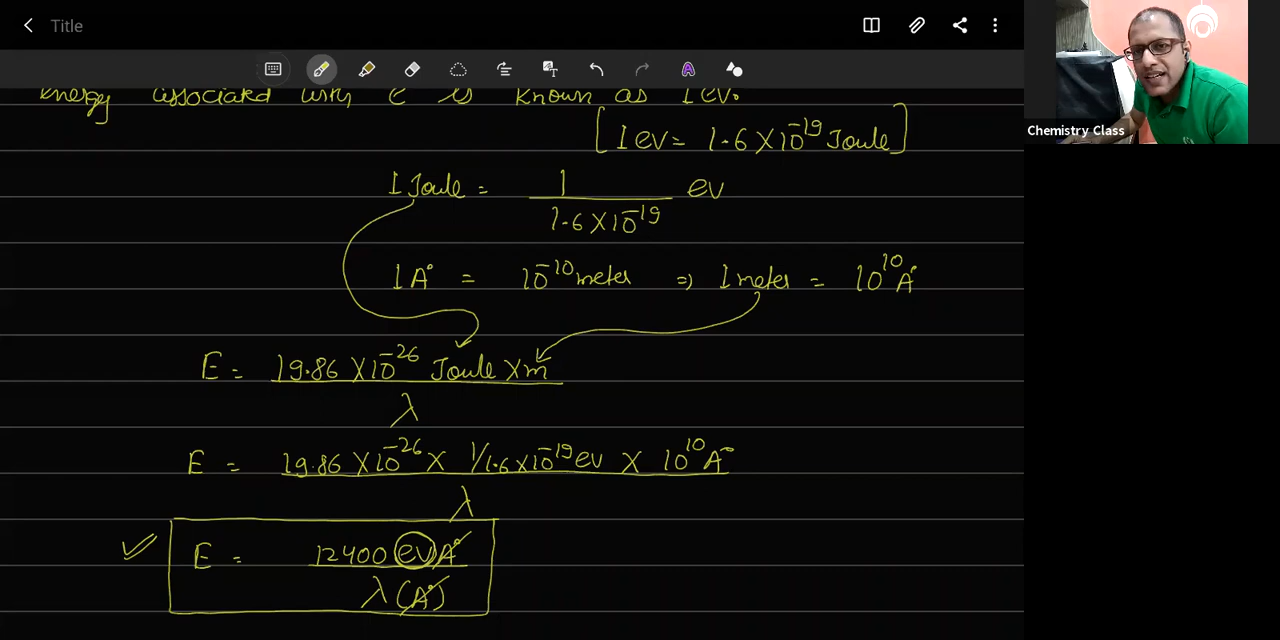 Title
Energy associated with e is known as 1 ev.
[1 ev = 1.6 × 10⁻¹⁹ Joule]
1 Joule = 1 / 1.6 × 10⁻¹⁹ ev
1 A° = 10⁻¹⁰ meter ⇒ 1 meter = 10¹⁰ A°
E = 19.86 × 10⁻²⁶ Joule × m / λ
E = 19.86 × 10⁻²⁶ × 1/1.6 × 10⁻¹⁹ ev × 10¹⁰ A° / λ
E = 12400 ev A° / λ (A°)
Chemistry Class